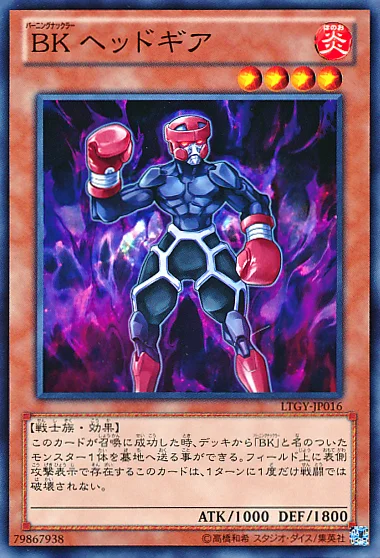 バーニングナックラー
BK ヘッドギア
ほのお
炎
LTGY-JP016
【戦士族・効果】
このカードが召喚に成功した時、デッキから「BK」と名のついた
モンスター1体を墓地へ送る事ができる。フィールド上に表側
攻撃表示で存在するこのカードは、1ターンに1度だけ戦闘では
破壊されない。
ATK/1000 DEF/1800
79867938
©高橋和希 スタジオ・ダイス/集英社